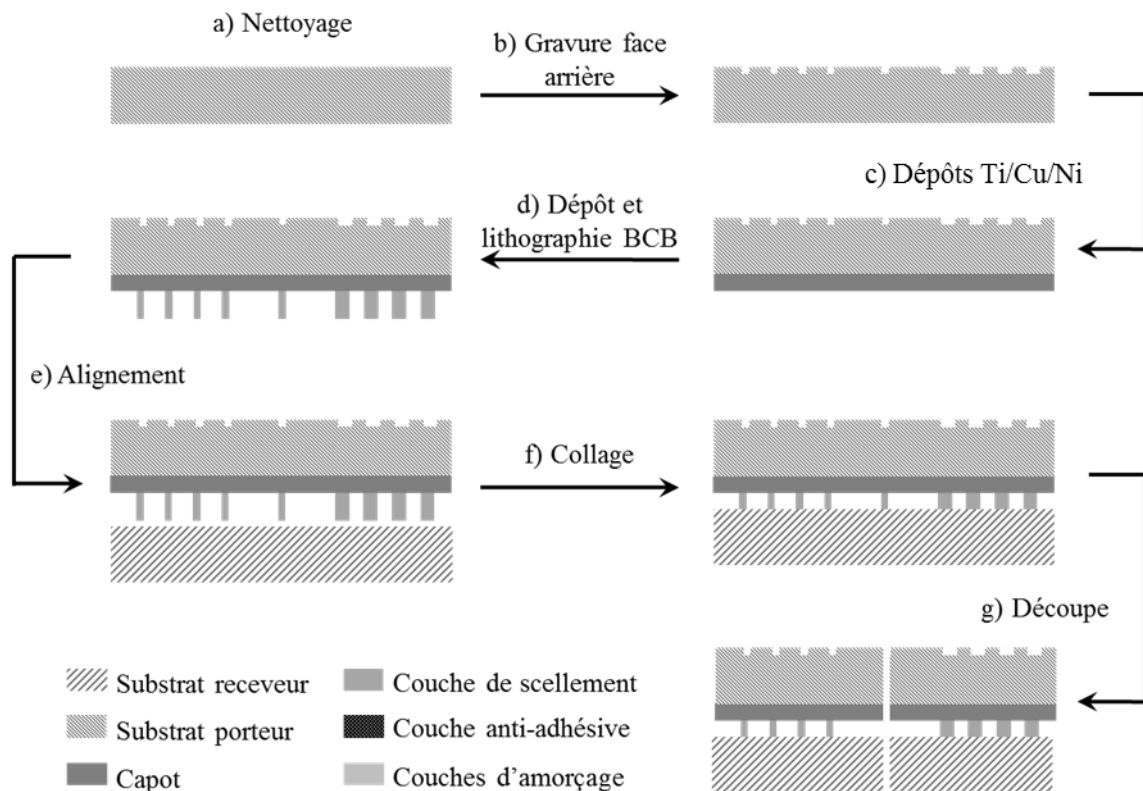 a) Nettoyage
b) Gravure face
arrière
c) Dépôts Ti/Cu/Ni
d) Dépôt et
lithographie BCB
e) Alignement
f) Collage
g) Découpe
Substrat receveur
Substrat porteur
Capot
Couche de scellement
Couche anti-adhésive
Couches d'amorçage